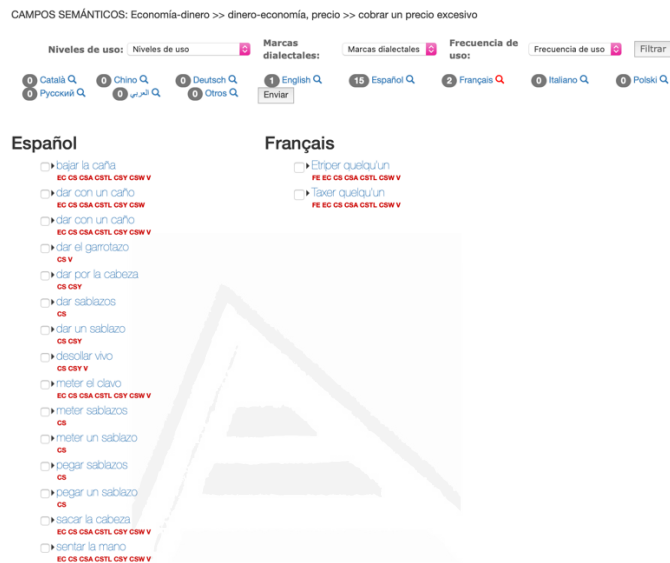 CAMPOS SEMÁNTICOS: Economía-dinero >> dinero-economía, precio >> cobrar un precio excesivo
Niveles de uso: Niveles de uso Marcas dialectales: Marcas dialectales Frecuencia de uso: Frecuencia de uso Filtrar
0 Català 0 Chino 0 Deutsch 1 English 15 Español 2 Français 0 Italiano 0 Polski
0 Русский 0 العربي 0 Otros Enviar
Español
bajar la caña
EC CS CSA CSTL CSY CSW V
dar con un caño
EC CS CSA CSTL CSY CSW
dar con un caño
EC CS CSA CSTL CSY CSW V
dar el garrotazo
CS V
dar por la cabeza
CS CSY
dar sablazos
CS
dar un sablazo
CS CSY
desollar vivo
CS CSY V
meter el clavo
EC CS CSA CSTL CSY CSW V
meter sablazos
CS
meter un sablazo
CS
pegar sablazos
CS
pegar un sablazo
CS
sacar la cabeza
EC CS CSA CSTL CSY CSW V
sentar la mano
EC CS CSA CSTL CSY CSW V
Français
Etriper quelqu'un
FE EC CS CSA CSTL CSW V
Taxer quelqu'un
FE EC CS CSA CSTL CSW V